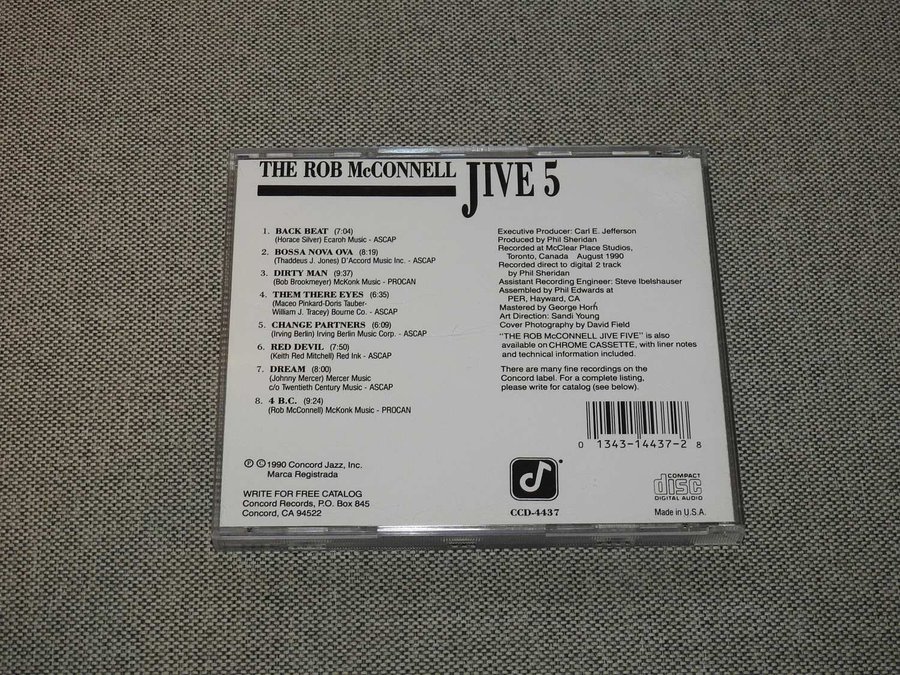 THE ROB McCONNELL JIVE 5
1. BACK BEAT (7:04)
(Horace Silver) Ecaroh Music - ASCAP
2. BOSSA NOVA OVA (8:19)
(Thaddeus J. Jones) D'Accord Music Inc. - ASCAP
3. DIRTY MAN (9:37)
(Bob Brookmeyer) McKonk Music - PROCAN
4. THEM THERE EYES (6:35)
(Maceo Pinkard-Doris Tauber-
William J. Tracey) Bourne Co. - ASCAP
5. CHANGE PARTNERS (6:09)
(Irving Berlin) Irving Berlin Music Corp. - ASCAP
6. RED DEVIL (7:50)
(Keith Red Mitchell) Red Ink - ASCAP
7. DREAM (8:00)
(Johnny Mercer) Mercer Music
c/o Twentieth Century Music - ASCAP
8. 4 B.C. (9:24)
(Rob McConnell) McKonk Music - PROCAN
Executive Producer: Carl E. Jefferson
Produced by Phil Sheridan
Recorded at McClear Place Studios,
Toronto, Canada August 1990
Recorded direct to digital 2 track
by Phil Sheridan
Assistant Recording Engineer: Steve Ibelshauser
Assembled by Phil Edwards at
PER, Hayward, CA
Mastered by George Horn
Art Direction: Sandi Young
Cover Photography by David Field
"THE ROB McCONNELL JIVE FIVE" is also
available on CHROME CASSETTE, with liner notes
and technical information included.
There are many fine recordings on the
Concord label. For a complete listing,
please write for catalog (see below).
0 1343-14437-2 8
℗ © 1990 Concord Jazz, Inc.
Marca Registrada
WRITE FOR FREE CATALOG
Concord Records, P.O. Box 845
Concord, CA 94522
CCD-4437
COMPACT
disc
DIGITAL AUDIO
Made in U.S.A.